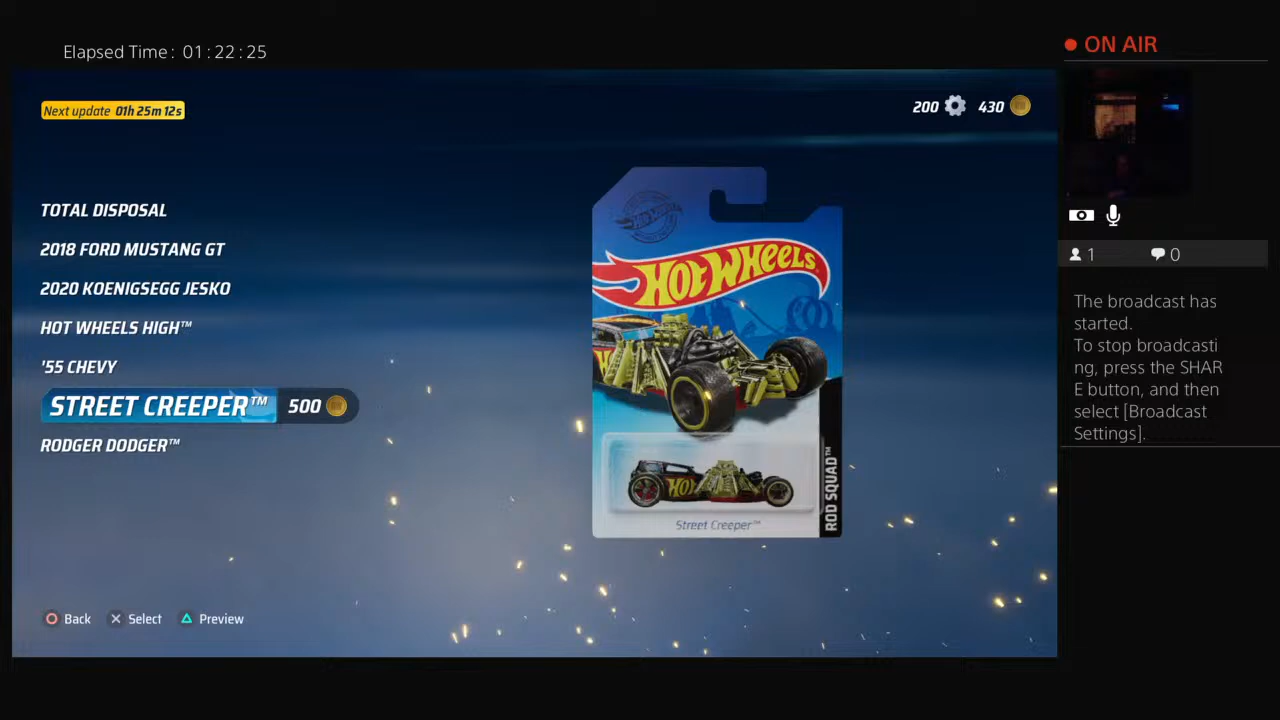 Elapsed Time: 01:22:25
ON AIR
Next update 01h 25m 12s
200
430
TOTAL DISPOSAL
2018 FORD MUSTANG GT
2020 KOENIGSEGG JESKO
HOT WHEELS HIGH™
'55 CHEVY
STREET CREEPER™ 500
RODGER DODGER™
HOT WHEELS
HOT WHEELS
ROD SQUAD™
Street Creeper™
1
0
The broadcast has
started.
To stop broadcasti
ng, press the SHAR
E button, and then
select [Broadcast
Settings].
Back
Select
Preview